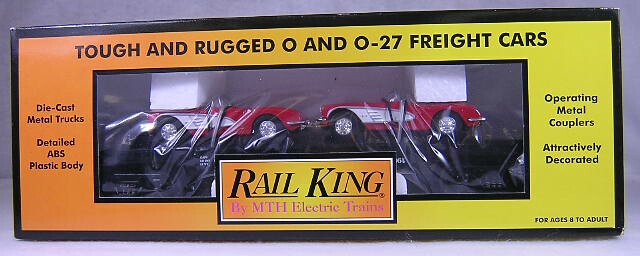 TOUGH AND RUGGED O AND O-27 FREIGHT CARS
Die-Cast
Metal Trucks
Detailed
ABS
Plastic Body
Operating
Metal
Couplers
Attractively
Decorated
RAIL KING®
By MTH Electric Trains
FOR AGES 8 TO ADULT